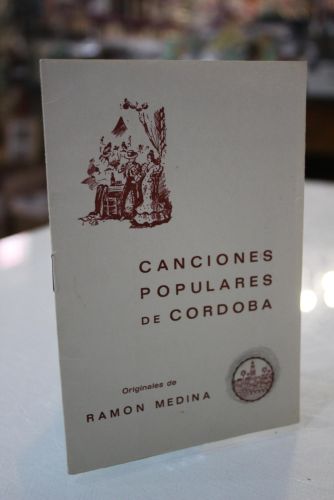 CANCIONES
POPULARES
DE CORDOBA
Originales de
RAMON MEDINA